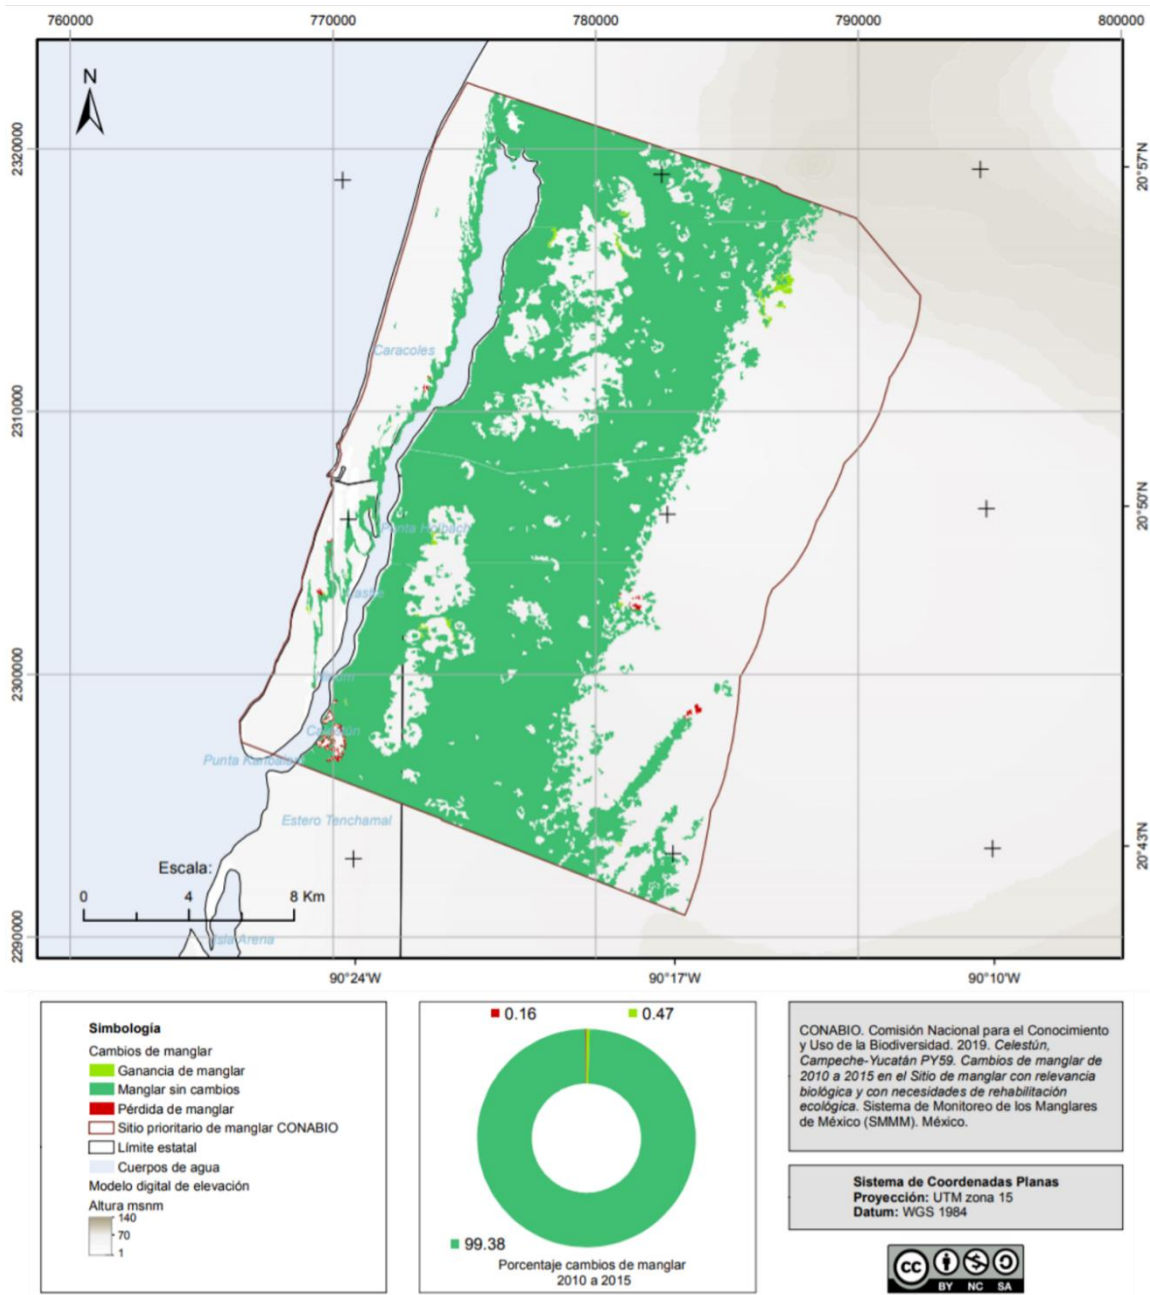 760000 770000 780000 790000 800000
N
2320000
20°57'N
Caracoles
2310000
20°50'N
Punta Holbach
2300000
Punta Kanbalam
Estero Tenchamal
20°43'N
Escala:
0 4 8 Km
2290000
Isla Arena
90°24'W 90°17'W 90°10'W
Simbología
Cambios de manglar
Ganancia de manglar
Manglar sin cambios
Pérdida de manglar
Sitio prioritario de manglar CONABIO
Límite estatal
Cuerpos de agua
Modelo digital de elevación
Altura msnm
140
70
1
0.16 0.47
99.38
Porcentaje cambios de manglar
2010 a 2015
CONABIO. Comisión Nacional para el Conocimiento
y Uso de la Biodiversidad. 2019. Celestún,
Campeche-Yucatán PY59. Cambios de manglar de
2010 a 2015 en el Sitio de manglar con relevancia
biológica y con necesidades de rehabilitación
ecológica. Sistema de Monitoreo de los Manglares
de México (SMMM). México.
Sistema de Coordenadas Planas
Proyección: UTM zona 15
Datum: WGS 1984
cc
BY NC SA